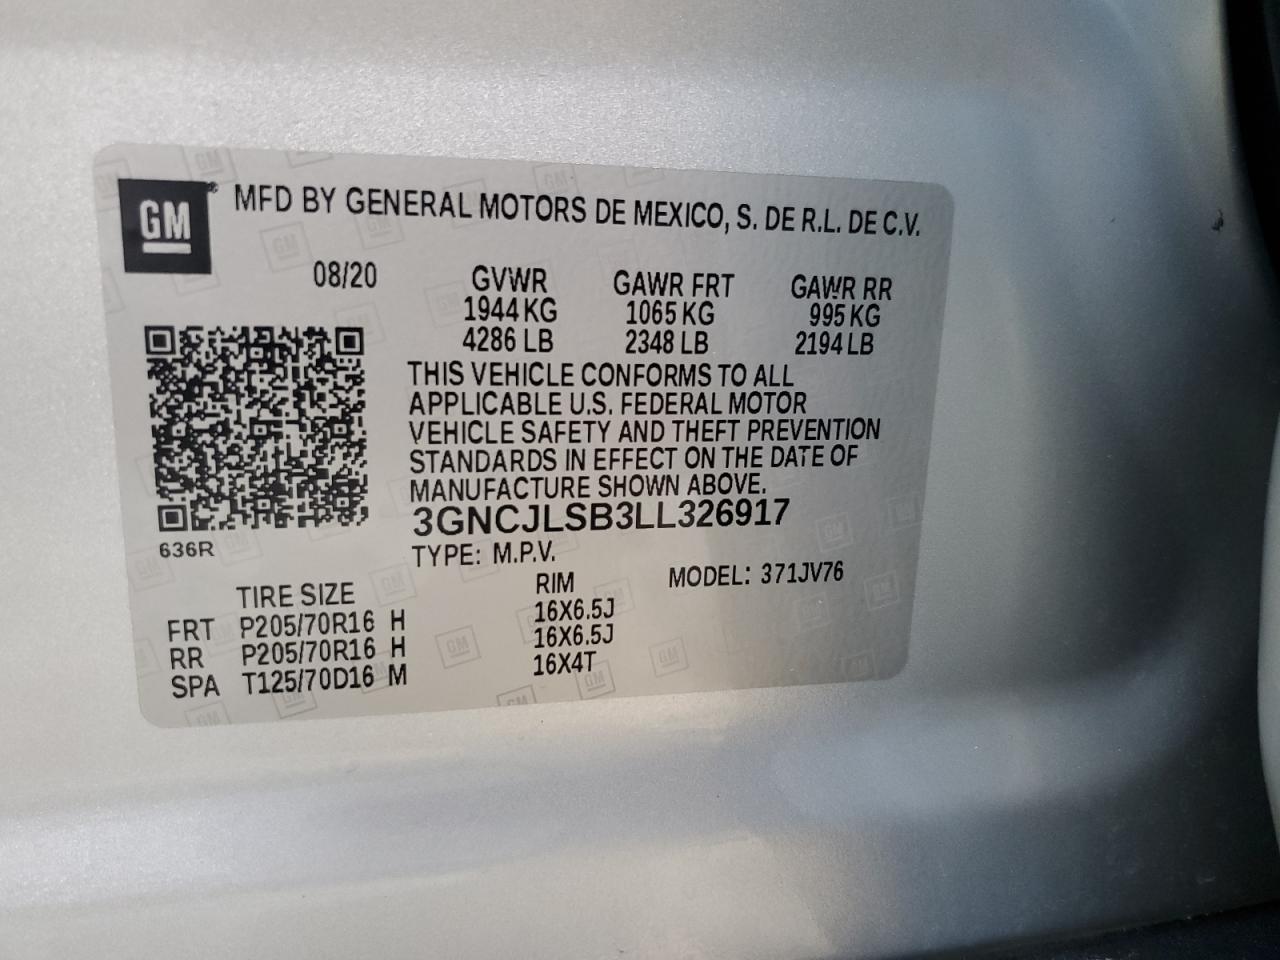 GM
MFD BY GENERAL MOTORS DE MEXICO, S. DE R.L. DE C.V.
08/20
GVWR GAWR FRT GAWR RR
1944 KG 1065 KG 995 KG
4286 LB 2348 LB 2194 LB
THIS VEHICLE CONFORMS TO ALL
APPLICABLE U.S. FEDERAL MOTOR
VEHICLE SAFETY AND THEFT PREVENTION
STANDARDS IN EFFECT ON THE DATE OF
MANUFACTURE SHOWN ABOVE.
3GNCJLSB3LL326917
636R
TYPE: M.P.V. MODEL: 371JV76
TIRE SIZE RIM
FRT P205/70R16 H 16X6.5J
RR P205/70R16 H 16X6.5J
SPA T125/70D16 M 16X4T